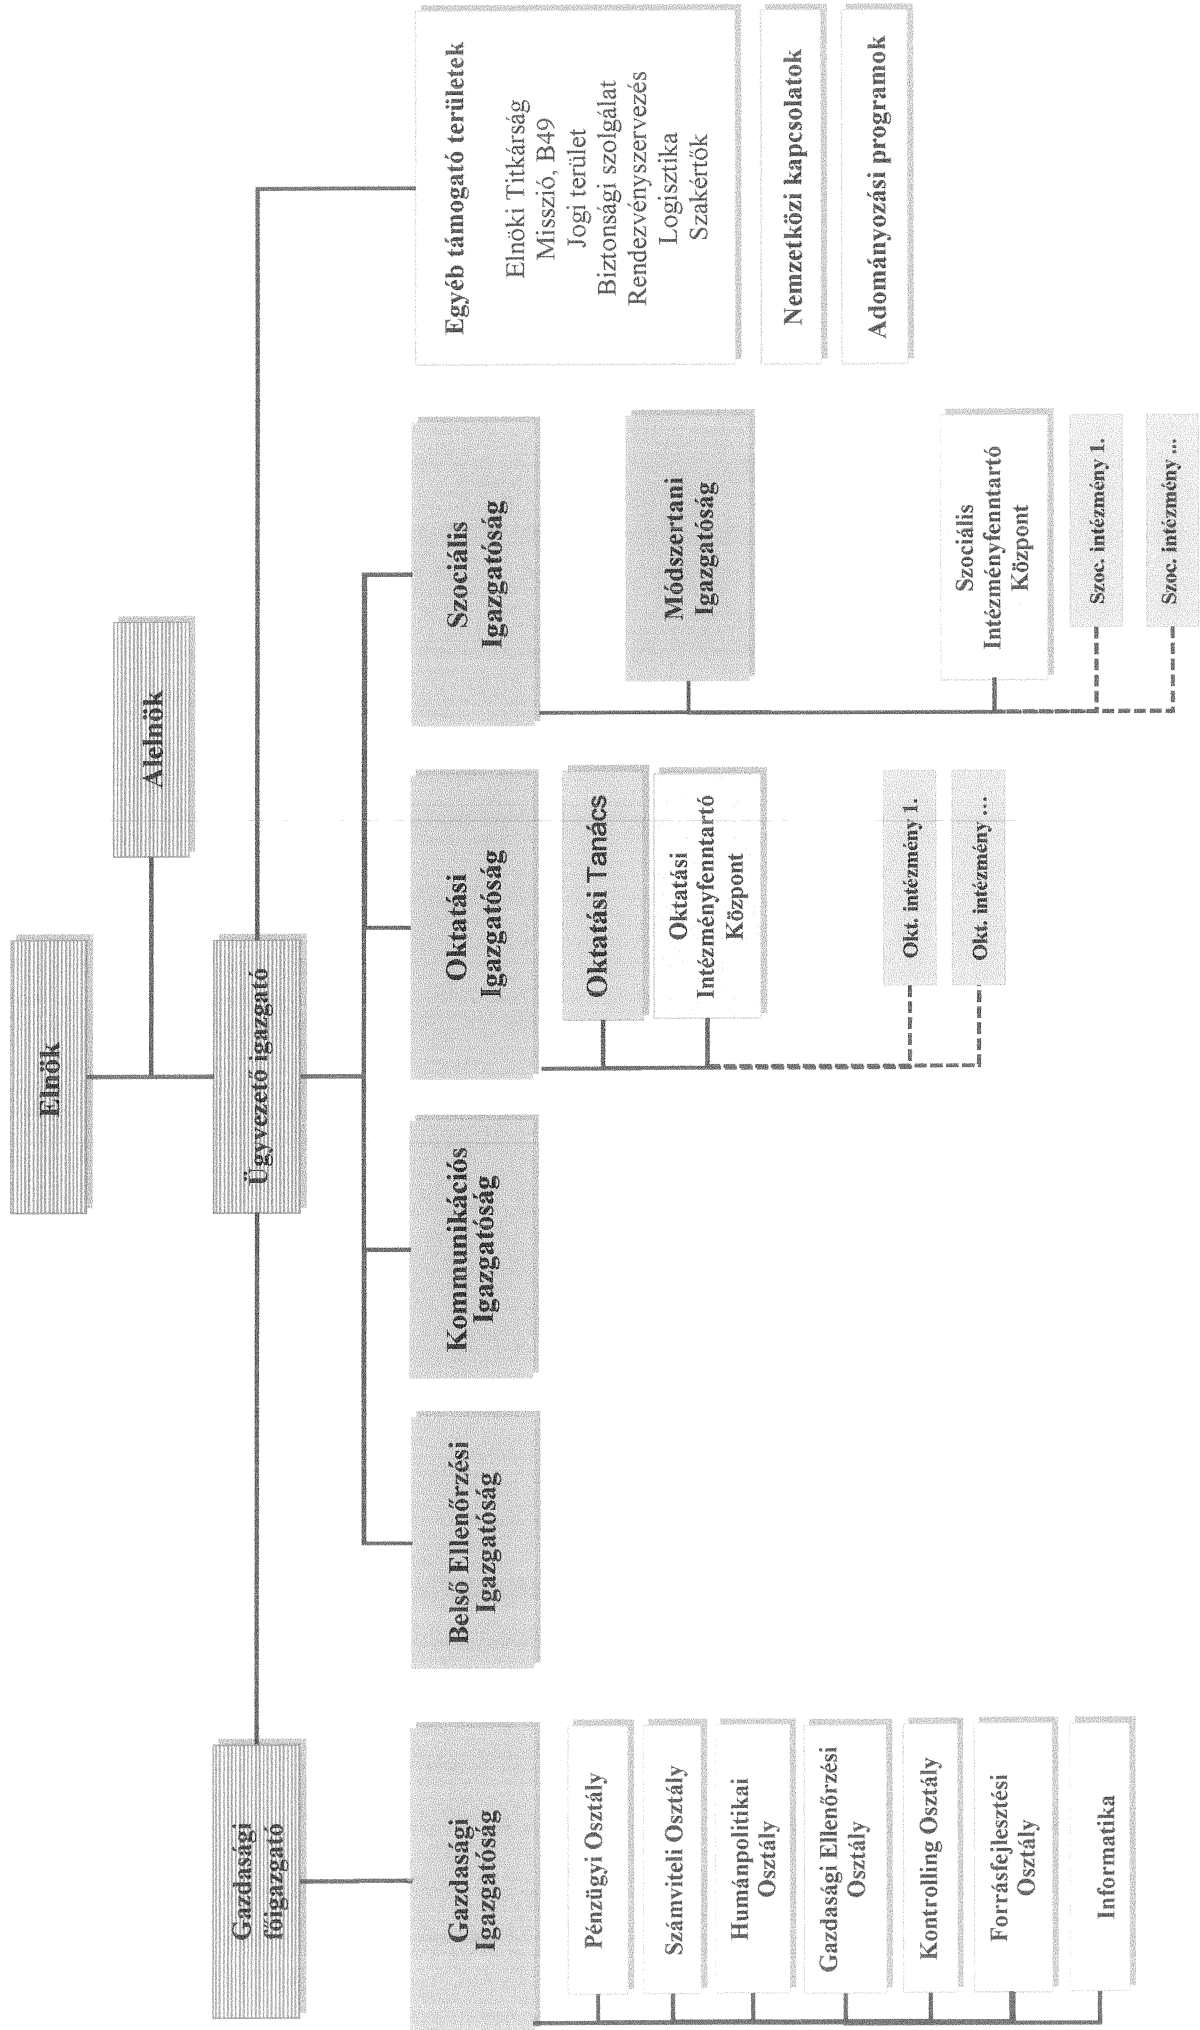 Elnök
Alelnök
Gazdasági
főigazgató
Ügyvezető igazgató
Gazdasági
Igazgatóság
Belső Ellenőrzési
Igazgatóság
Kommunikációs
Igazgatóság
Oktatási
Igazgatóság
Szociális
Igazgatóság
Egyéb támogató területek
Elnöki Titkárság
Misszió, B49
Jogi terület
Biztonsági szolgálat
Rendezvényszervezés
Logisztika
Szakértők
Nemzetközi kapcsolatok
Adományozási programok
Pénzügyi Osztály
Számviteli Osztály
Humánpolitikai
Osztály
Gazdasági Ellenőrzési
Osztály
Kontrolling Osztály
Forrásfejlesztési
Osztály
Informatika
Oktatási Tanács
Oktatási
Intézményfenntartó
Központ
Okt. intézmény 1.
Okt. intézmény ...
Módszertani
Igazgatóság
Szociális
Intézményfenntartó
Központ
Szoc. intézmény 1.
Szoc. intézmény ...